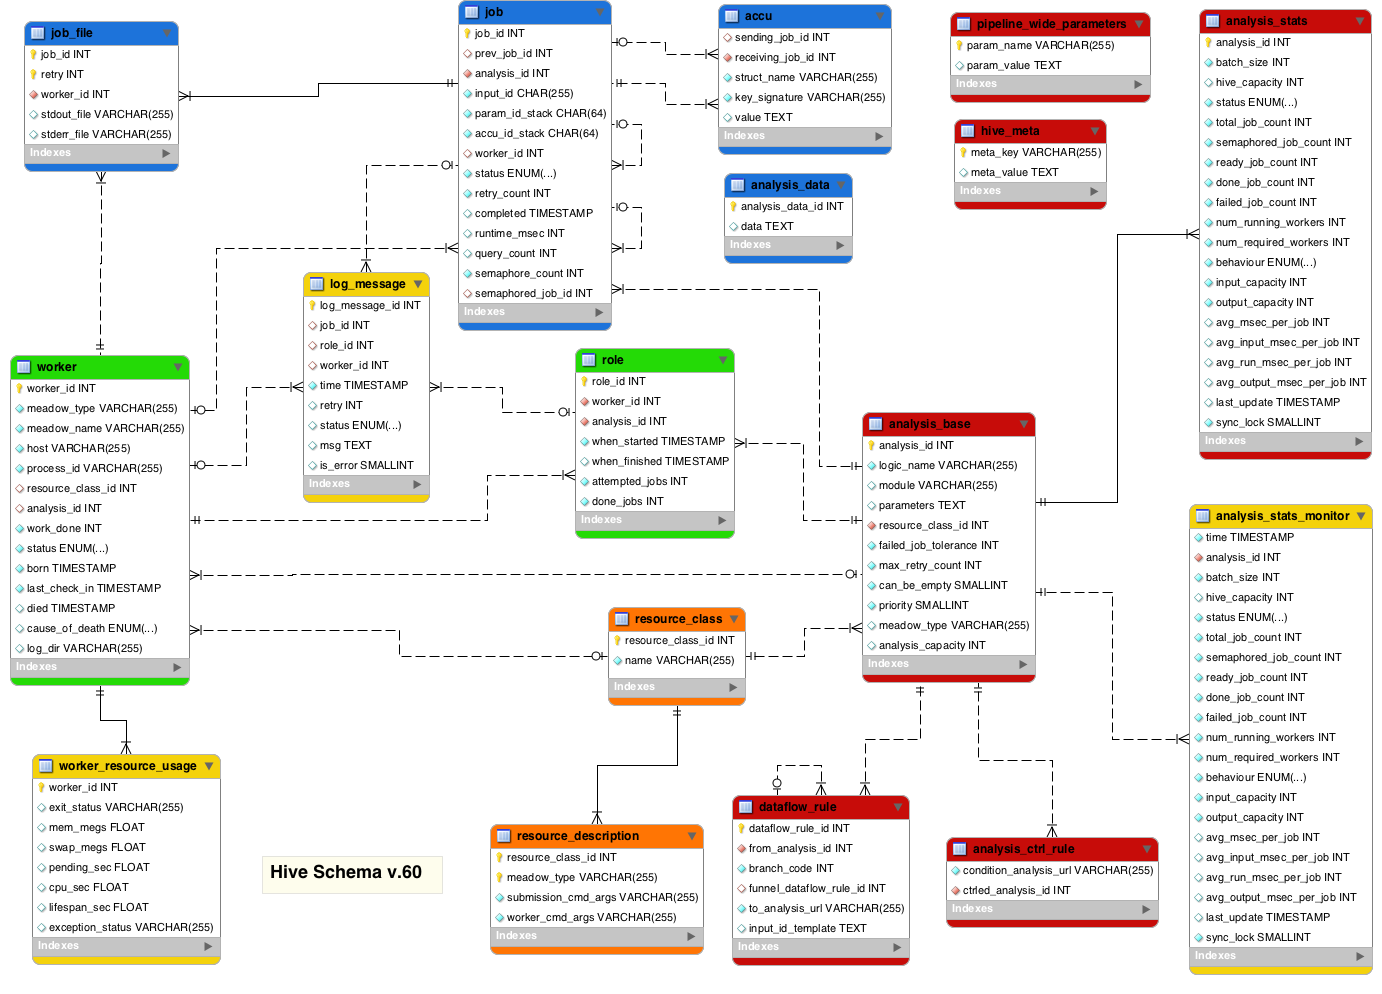 job_file
job_id INT
retry INT
worker_id INT
stdout_file VARCHAR(255)
stderr_file VARCHAR(255)
Indexes
job
job_id INT
prev_job_id INT
analysis_id INT
input_id CHAR(255)
param_id_stack CHAR(64)
accu_id_stack CHAR(64)
worker_id INT
status ENUM(...)
retry_count INT
completed TIMESTAMP
runtime_msec INT
query_count INT
semaphore_count INT
semaphored_job_id INT
Indexes
accu
sending_job_id INT
receiving_job_id INT
struct_name VARCHAR(255)
key_signature VARCHAR(255)
value TEXT
Indexes
analysis_data
analysis_data_id INT
data TEXT
Indexes
pipeline_wide_parameters
param_name VARCHAR(255)
param_value TEXT
Indexes
hive_meta
meta_key VARCHAR(255)
meta_value TEXT
Indexes
analysis_stats
analysis_id INT
batch_size INT
hive_capacity INT
status ENUM(...)
total_job_count INT
semaphored_job_count INT
ready_job_count INT
done_job_count INT
failed_job_count INT
num_running_workers INT
num_required_workers INT
behaviour ENUM(...)
input_capacity INT
output_capacity INT
avg_msec_per_job INT
avg_input_msec_per_job INT
avg_run_msec_per_job INT
avg_output_msec_per_job INT
last_update TIMESTAMP
sync_lock SMALLINT
Indexes
log_message
log_message_id INT
job_id INT
role_id INT
worker_id INT
time TIMESTAMP
retry INT
status ENUM(...)
msg TEXT
is_error SMALLINT
Indexes
worker
worker_id INT
meadow_type VARCHAR(255)
meadow_name VARCHAR(255)
host VARCHAR(255)
process_id VARCHAR(255)
resource_class_id INT
analysis_id INT
work_done INT
status ENUM(...)
born TIMESTAMP
last_check_in TIMESTAMP
died TIMESTAMP
cause_of_death ENUM(...)
log_dir VARCHAR(255)
Indexes
role
role_id INT
worker_id INT
analysis_id INT
when_started TIMESTAMP
when_finished TIMESTAMP
attempted_jobs INT
done_jobs INT
Indexes
analysis_base
analysis_id INT
logic_name VARCHAR(255)
module VARCHAR(255)
parameters TEXT
resource_class_id INT
failed_job_tolerance INT
max_retry_count INT
can_be_empty SMALLINT
priority SMALLINT
meadow_type VARCHAR(255)
analysis_capacity INT
Indexes
analysis_stats_monitor
time TIMESTAMP
analysis_id INT
batch_size INT
hive_capacity INT
status ENUM(...)
total_job_count INT
semaphored_job_count INT
ready_job_count INT
done_job_count INT
failed_job_count INT
num_running_workers INT
num_required_workers INT
behaviour ENUM(...)
input_capacity INT
output_capacity INT
avg_msec_per_job INT
avg_input_msec_per_job INT
avg_run_msec_per_job INT
avg_output_msec_per_job INT
last_update TIMESTAMP
sync_lock SMALLINT
Indexes
resource_class
resource_class_id INT
name VARCHAR(255)
Indexes
worker_resource_usage
worker_id INT
exit_status VARCHAR(255)
mem_megs FLOAT
swap_megs FLOAT
pending_sec FLOAT
cpu_sec FLOAT
lifespan_sec FLOAT
exception_status VARCHAR(255)
Indexes
Hive Schema v.60
resource_description
resource_class_id INT
meadow_type VARCHAR(255)
submission_cmd_args VARCHAR(255)
worker_cmd_args VARCHAR(255)
Indexes
dataflow_rule
dataflow_rule_id INT
from_analysis_id INT
branch_code INT
funnel_dataflow_rule_id INT
to_analysis_url VARCHAR(255)
input_id_template TEXT
Indexes
analysis_ctrl_rule
condition_analysis_url VARCHAR(255)
ctrled_analysis_id INT
Indexes